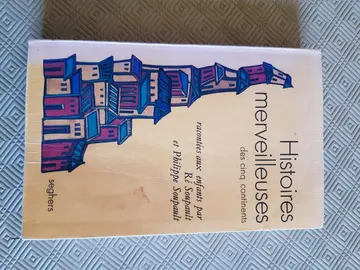 Histoires
merveilleuses
des cinq continents
racontées aux enfants par
Ré Soupault
et Philippe Soupault
seghers